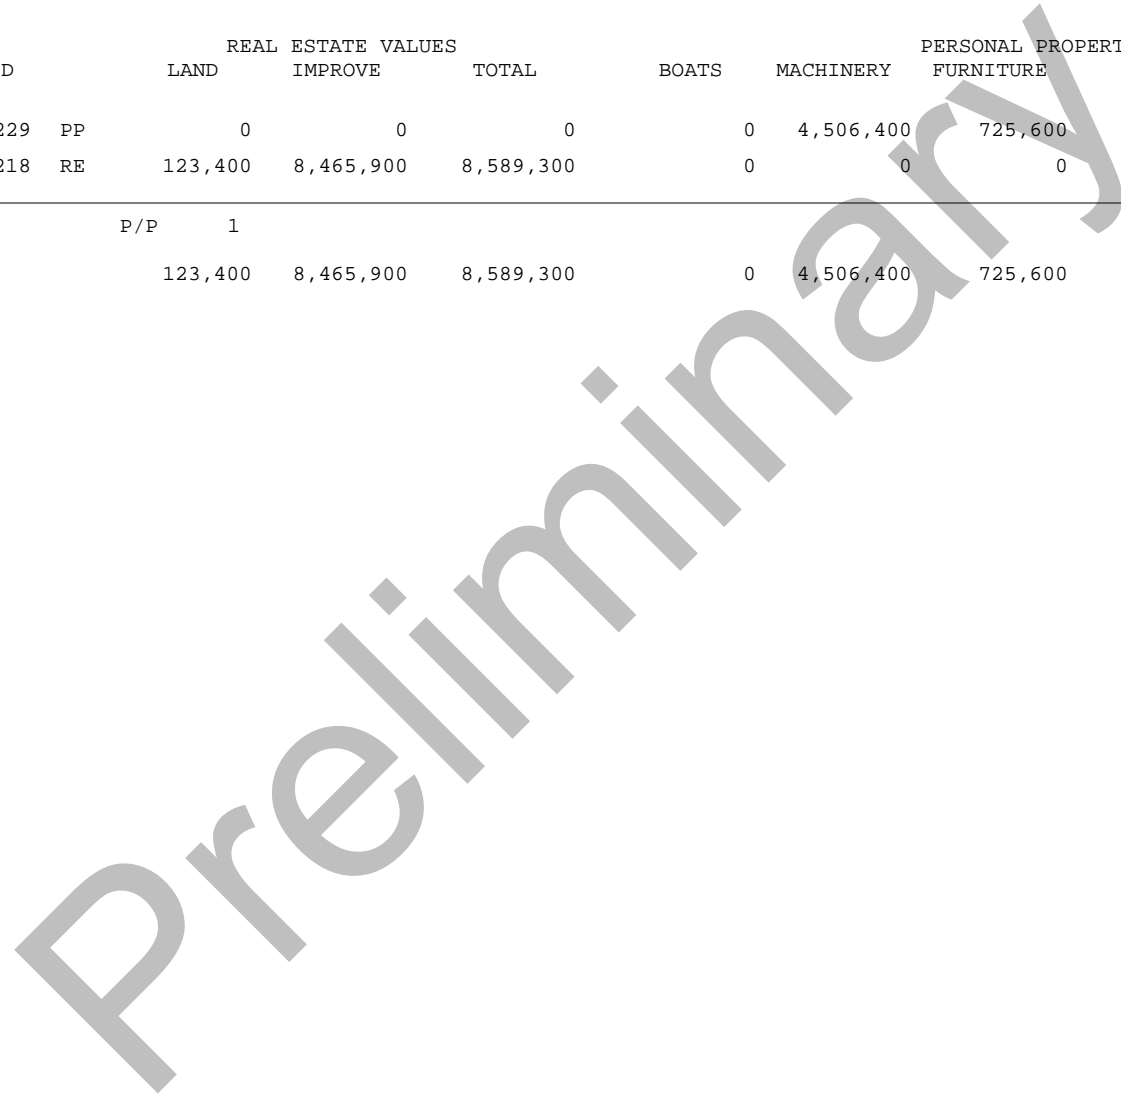 REAL ESTATE VALUES PERSONAL PROPERT
D LAND IMPROVE TOTAL BOATS MACHINERY FURNITURE
229 PP 0 0 0 0 4,506,400 725,600
218 RE 123,400 8,465,900 8,589,300 0 0 0
P/P 1
123,400 8,465,900 8,589,300 0 4,506,400 725,600
Preliminary